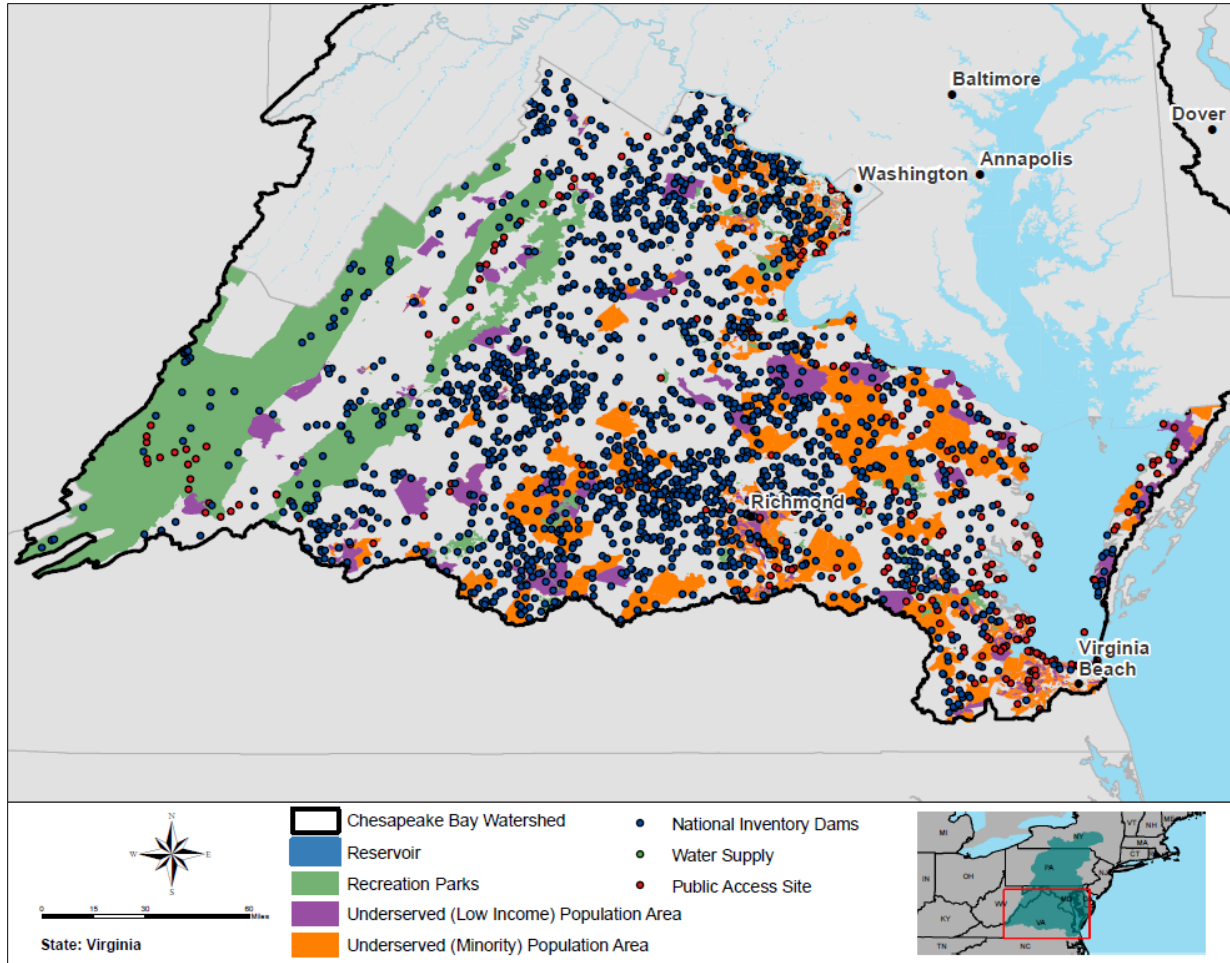 Baltimore
Dover
Annapolis
Washington
Richmond
Virginia
Beach
N
W E
S
0 15 30 60
Miles
State: Virginia
Chesapeake Bay Watershed
Reservoir
Recreation Parks
Underserved (Low Income) Population Area
Underserved (Minority) Population Area
National Inventory Dams
Water Supply
Public Access Site
MI
NY
VT
NH
MA
CT
PA
NJ
OH
IN
WV
MD
VA
KY
TN
NC